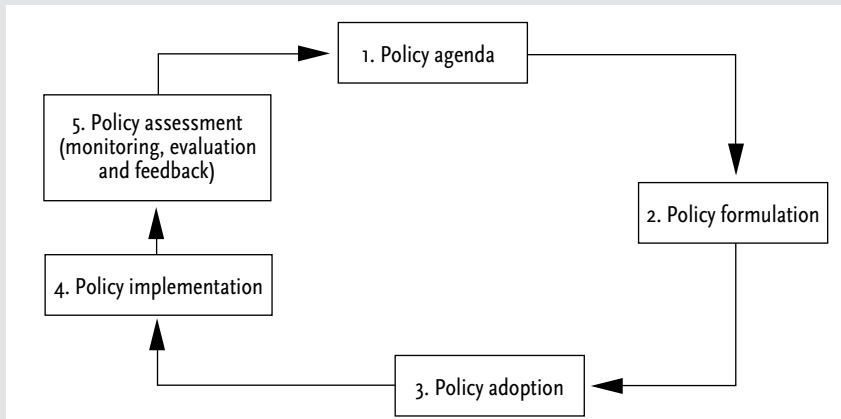 1. Policy agenda
2. Policy formulation
3. Policy adoption
4. Policy implementation
5. Policy assessment
(monitoring, evaluation
and feedback)